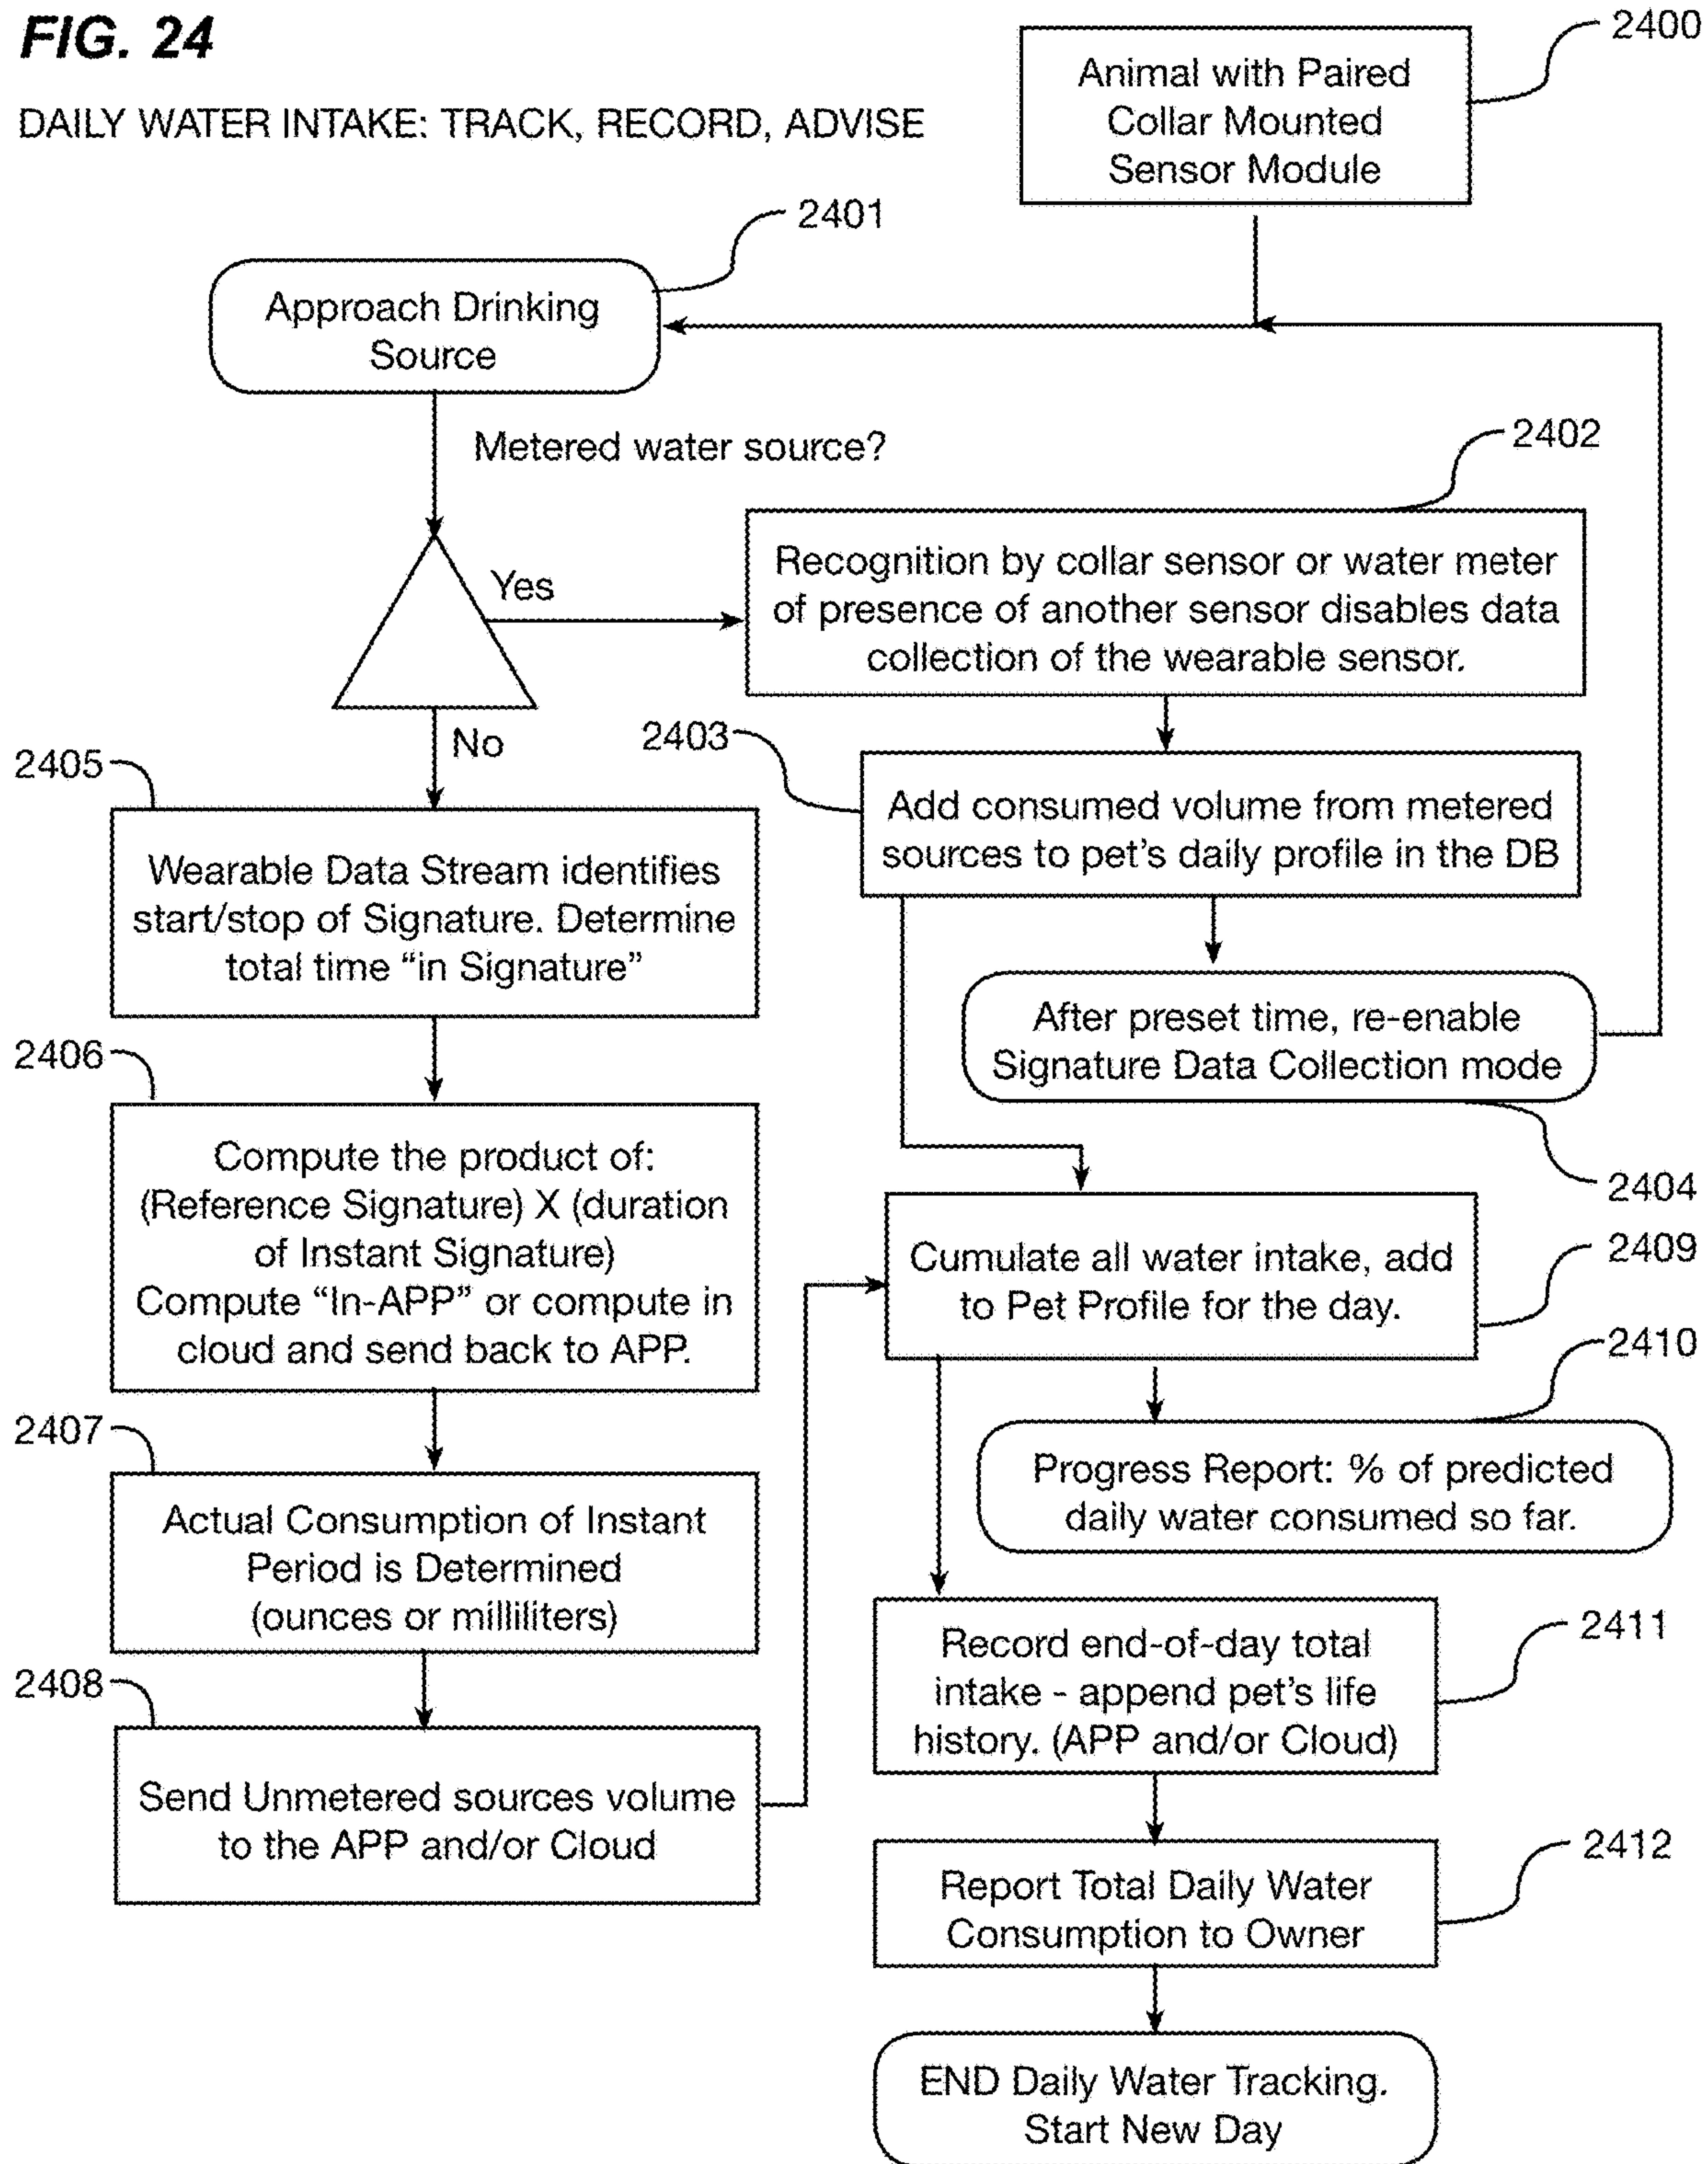 FIG. 24
DAILY WATER INTAKE: TRACK, RECORD, ADVISE
2400
Animal with Paired
Collar Mounted
Sensor Module
2401
Approach Drinking
Source
Metered water source?
Yes
No
2402
Recognition by collar sensor or water meter
of presence of another sensor disables data
collection of the wearable sensor.
2403
Add consumed volume from metered
sources to pet's daily profile in the DB
After preset time, re-enable
Signature Data Collection mode
2404
2405
Wearable Data Stream identifies
start/stop of Signature. Determine
total time “in Signature”
2406
Compute the product of:
(Reference Signature) X (duration
of Instant Signature)
Compute “In-APP” or compute in
cloud and send back to APP.
2407
Actual Consumption of Instant
Period is Determined
(ounces or milliliters)
2408
Send Unmetered sources volume
to the APP and/or Cloud
2409
Cumulate all water intake, add
to Pet Profile for the day.
2410
Progress Report: % of predicted
daily water consumed so far.
2411
Record end-of-day total
intake - append pet's life
history. (APP and/or Cloud)
2412
Report Total Daily Water
Consumption to Owner
END Daily Water Tracking.
Start New Day